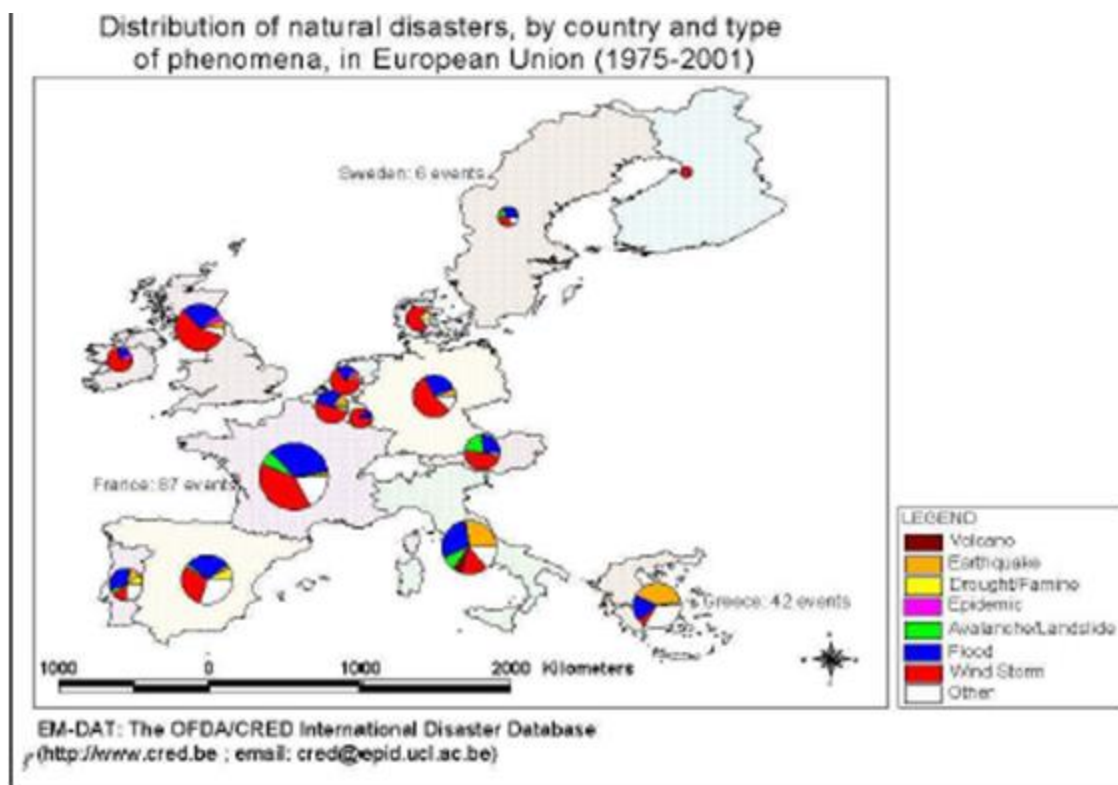 Distribution of natural disasters, by country and type
of phenomena, in European Union (1975-2001)
Sweden: 6 events
France: 87 events
Greece: 42 events
LEGEND
Volcano
Earthquake
Drought/Famine
Epidemic
Avalanche/Landslide
Flood
Wind Storm
Other
1000 0 1000 2000 Kilometers
EM-DAT: The OFDA/CRED International Disaster Database
(http://www.cred.be ; email: cred@epid.ucl.ac.be)